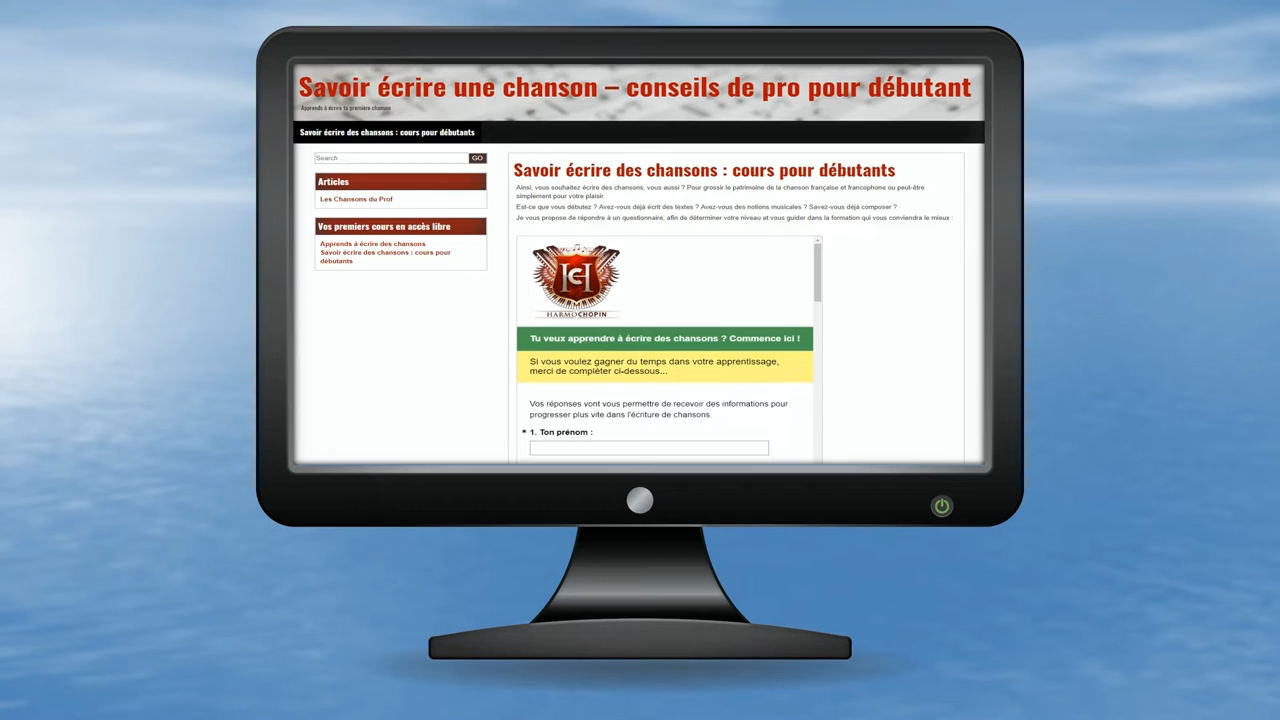 Savoir écrire une chanson – conseils de pro pour débutant
Apprends à écrire ta première chanson
Savoir écrire des chansons : cours pour débutants
Search
GO
Articles
Les Chansons du Prof
Vos premiers cours en accès libre
Apprends à écrire des chansons
Savoir écrire des chansons : cours pour
débutants
Savoir écrire des chansons : cours pour débutants
Ainsi, vous souhaitez écrire des chansons, vous aussi ? Pour grossir le patrimoine de la chanson française et francophone ou peut-être
simplement pour votre plaisir.
Est-ce que vous débutez ? Avez-vous déjà écrit des textes ? Avez-vous des notions musicales ? Savez-vous déjà composer ?
Je vous propose de répondre à un questionnaire, afin de déterminer votre niveau et vous guider dans la formation qui vous conviendra le mieux :
HC
HARMOCHOPIN
Tu veux apprendre à écrire des chansons ? Commence ici !
Si vous voulez gagner du temps dans votre apprentissage,
merci de compléter ci-dessous...
Vos réponses vont vous permettre de recevoir des informations pour
progresser plus vite dans l'écriture de chansons.
* 1. Ton prénom :